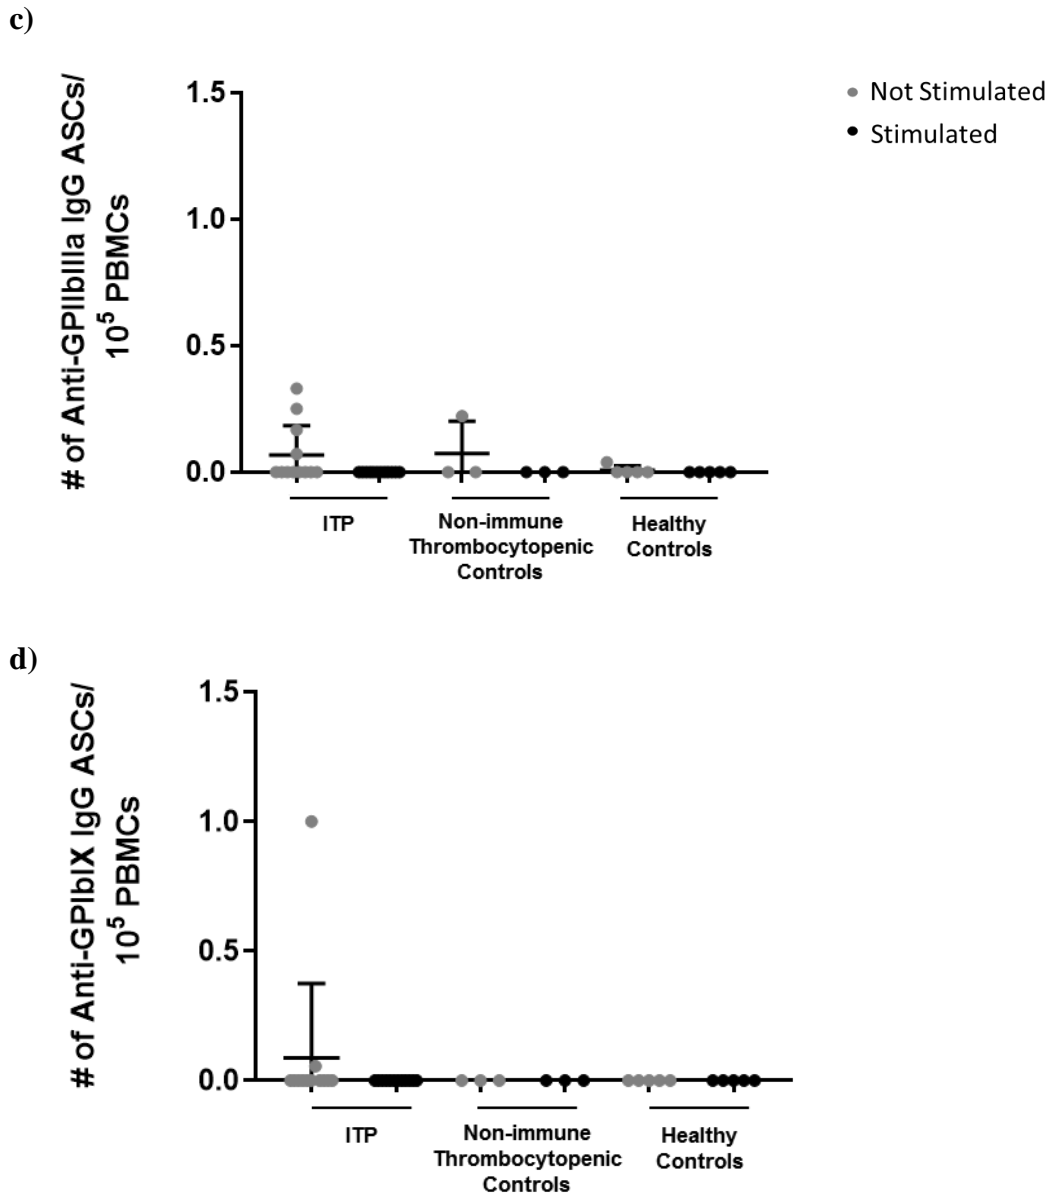 c)
# of Anti-GPIIbIIIa IgG ASCs/
10⁵ PBMCs
1.5
1.0
0.5
0.0
Not Stimulated
Stimulated
ITP
Non-immune
Thrombocytopenic
Controls
Healthy
Controls
d)
# of Anti-GPIbIX IgG ASCs/
10⁵ PBMCs
1.5
1.0
0.5
0.0
ITP
Non-immune
Thrombocytopenic
Controls
Healthy
Controls